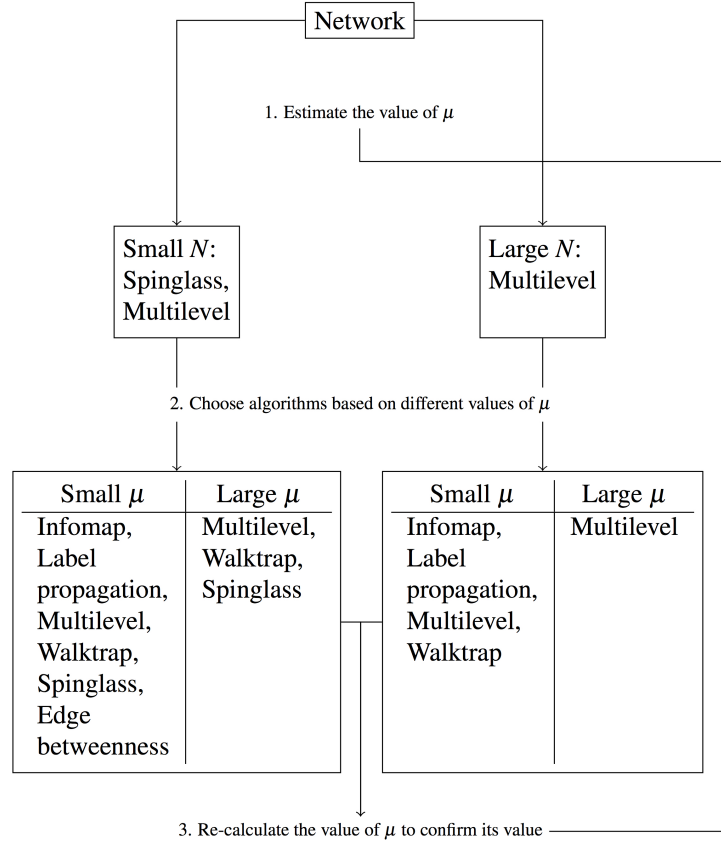 Network
1. Estimate the value of μ
Small N:
Spinglass,
Multilevel
Large N:
Multilevel
2. Choose algorithms based on different values of μ
Small μ
Large μ
Infomap,
Label
propagation,
Multilevel,
Walktrap,
Spinglass,
Edge
betweenness
Multilevel,
Walktrap,
Spinglass
Small μ
Large μ
Infomap,
Label
propagation,
Multilevel,
Walktrap
Multilevel
3. Re-calculate the value of μ to confirm its value